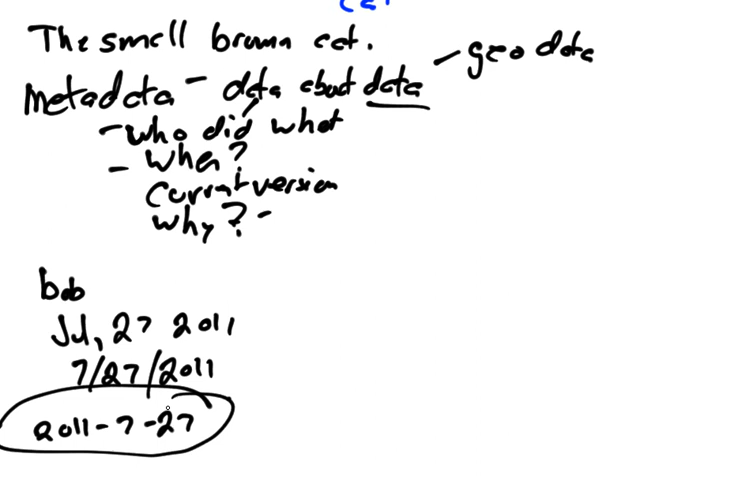 The small brown cat.
metadata - data about data - geo data
- who did what
- when?
current version
why? -
bob
Jul, 27 2011
7/27/2011
2011-7-27